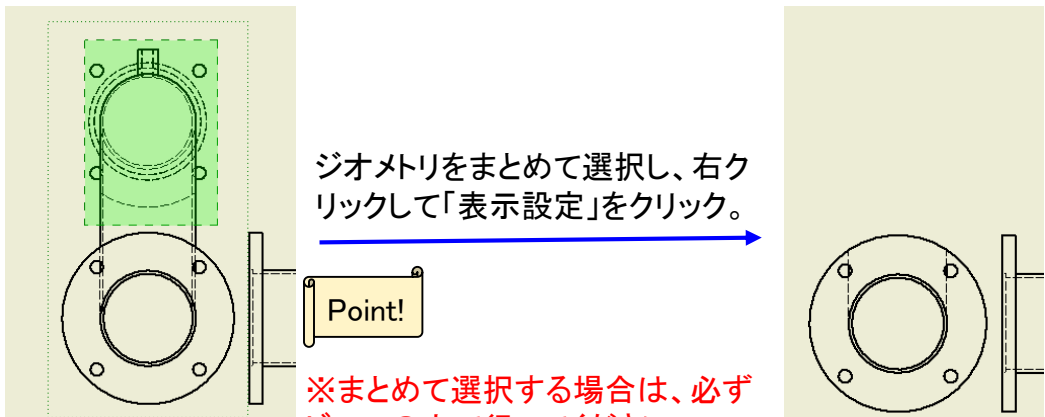 ジオメトリをまとめて選択し、右ク
リックして「表示設定」をクリック。
Point!
※まとめて選択する場合は、必ず